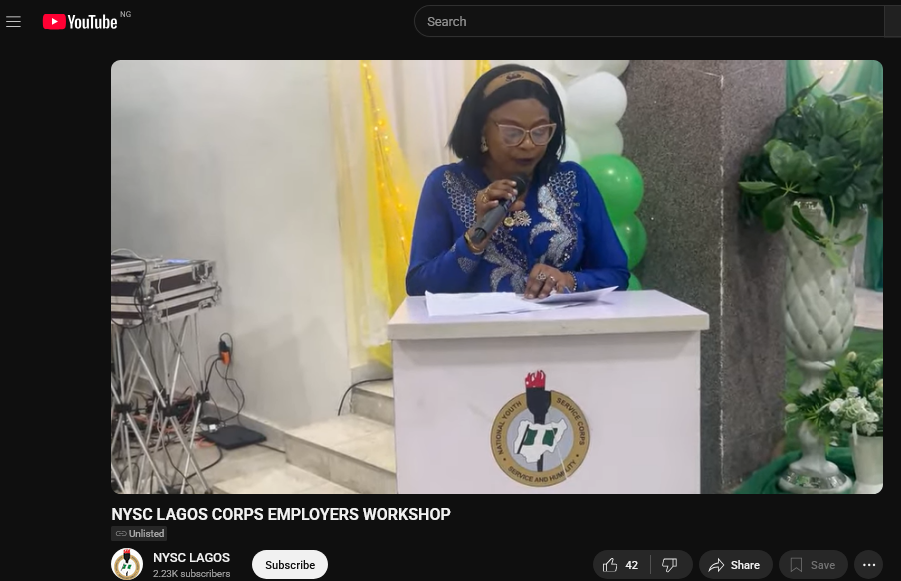 YouTube NG
Search
NATIONAL YOUTH SERVICE CORPS
SERVICE AND HUMILITY
NYSC LAGOS CORPS EMPLOYERS WORKSHOP
Unlisted
NYSC LAGOS
2.23K subscribers
Subscribe
42
Share
Save